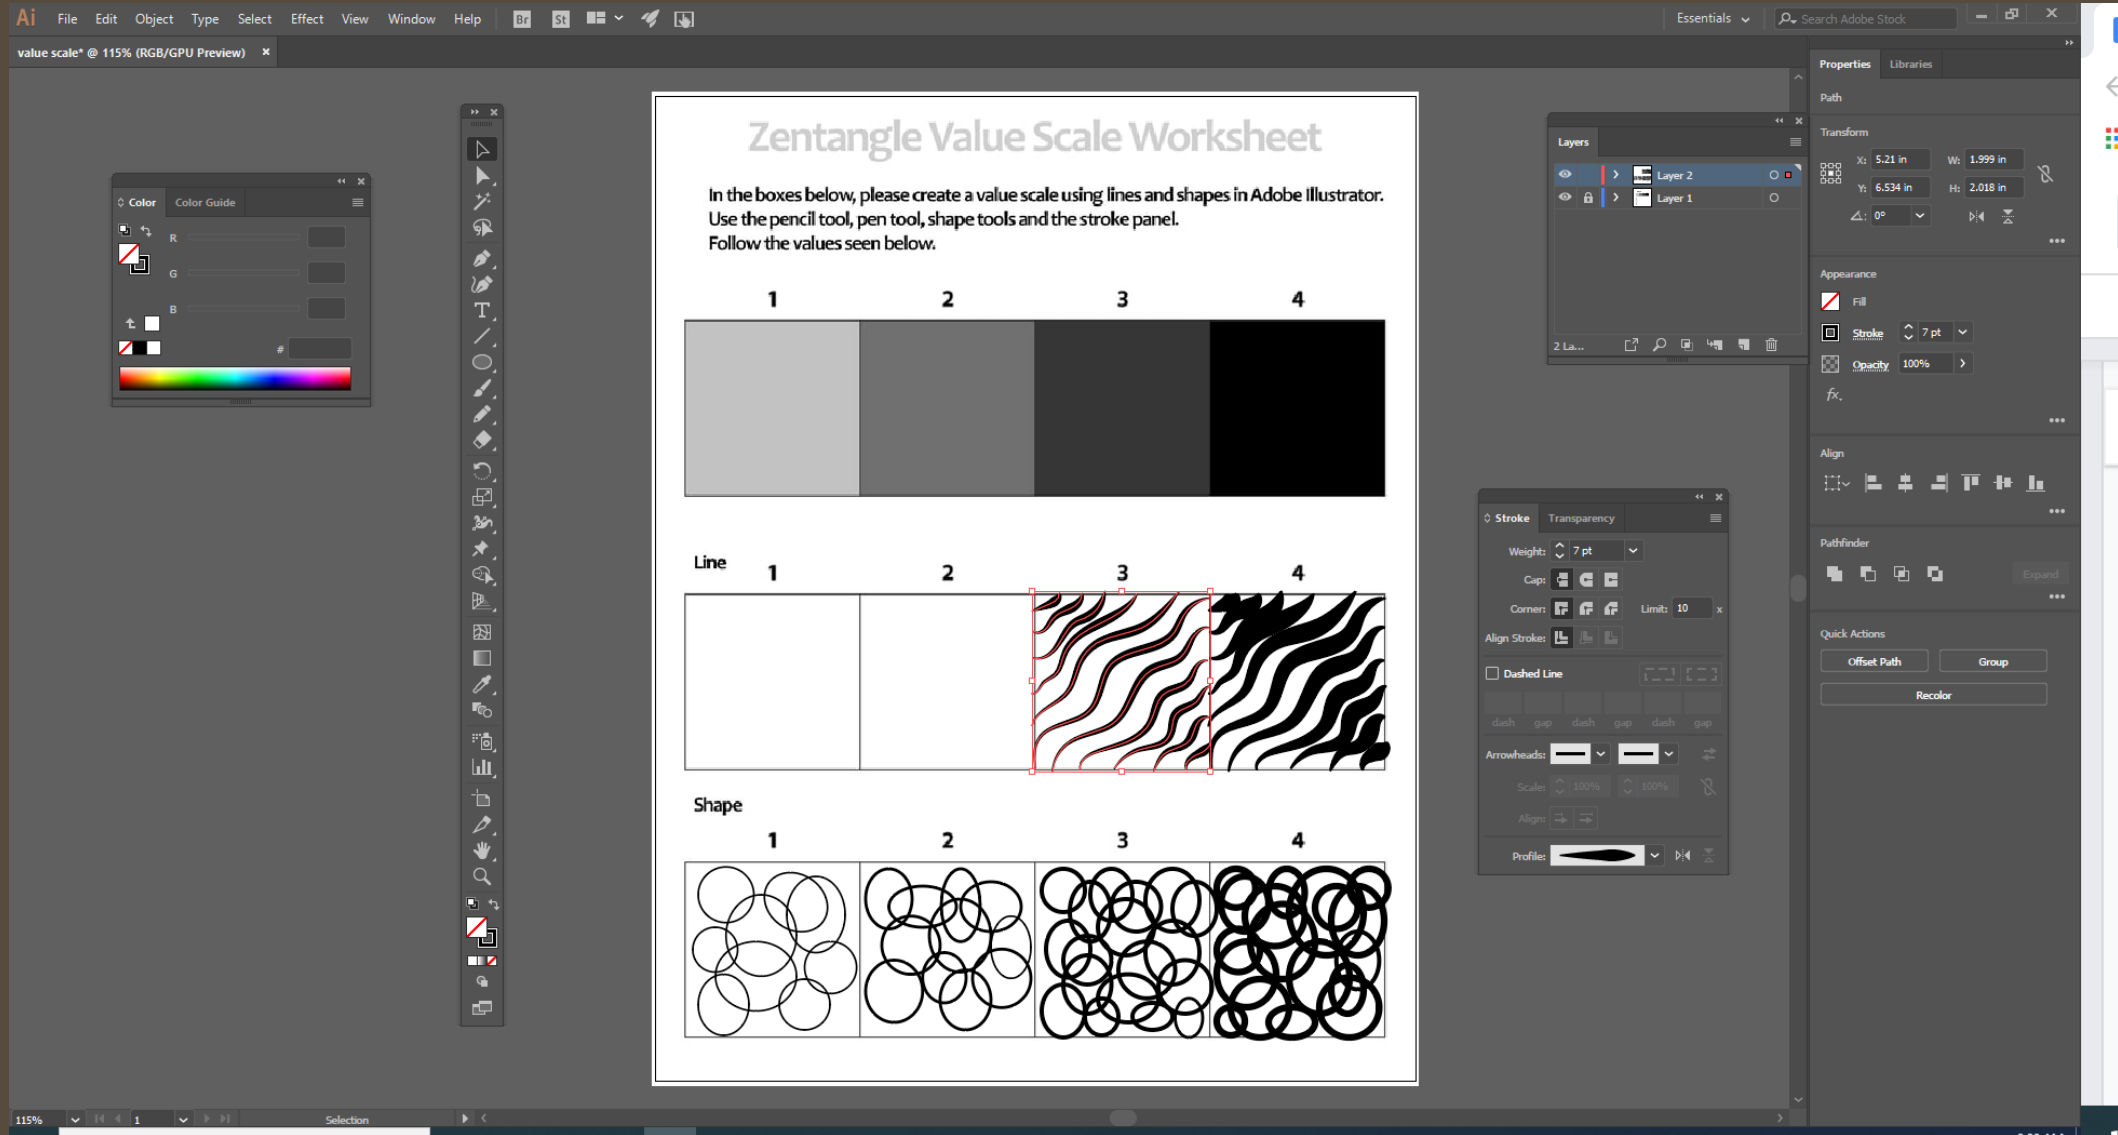 Ai File Edit Object Type Select Effect View Window Help Br St Essentials Search Adobe Stock
value scale* @ 115% (RGB/GPU Preview)
Color Color Guide
R
G
B
#
Zentangle Value Scale Worksheet
In the boxes below, please create a value scale using lines and shapes in Adobe Illustrator.
Use the pencil tool, pen tool, shape tools and the stroke panel.
Follow the values seen below.
1 2 3 4
Line
1 2 3 4
Shape
1 2 3 4
Layers
Layer 2
Layer 1
2 La...
Stroke Transparency
Weight: 7 pt
Cap:
Corner: Limit: 10 x
Align Stroke:
Dashed Line
dash gap dash gap dash gap
Arrowheads:
Scale: 100% 100%
Align:
Profile:
Properties Libraries
Path
Transform
X: 5.21 in W: 1.999 in
Y: 6.534 in H: 2.018 in
0°
Appearance
Fill
Stroke 7 pt
Opacity 100%
fx.
Align
Pathfinder
Expand
Quick Actions
Offset Path Group
Recolor
115% 1 Selection